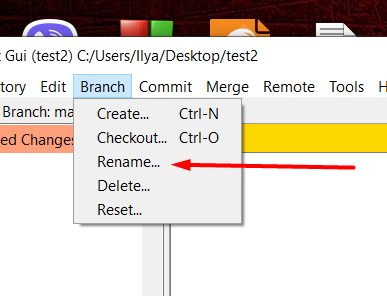 t Gui (test2) C:/Users/Ilya/Desktop/test2
tory Edit Branch Commit Merge Remote Tools H
Branch: ma
ed Changes
Create... Ctrl-N
Checkout... Ctrl-O
Rename...
Delete...
Reset...